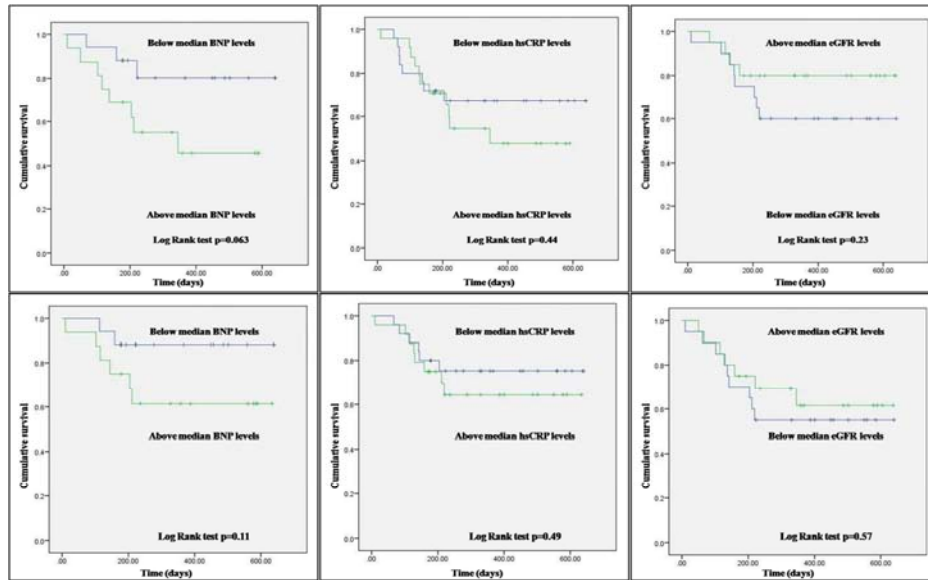 1.0
0.8
0.6
0.4
0.2
0.0
Cumulative survival
Below median BNP levels
Above median BNP levels
Log Rank test p=0.063
.00 200.00 400.00 600.00
Time (days)
1.0
0.8
0.6
0.4
0.2
0.0
Cumulative survival
Below median hsCRP levels
Above median hsCRP levels
Log Rank test p=0.44
.00 200.00 400.00 600.00
Time (days)
1.0
0.8
0.6
0.4
0.2
0.0
Cumulative survival
Above median eGFR levels
Below median eGFR levels
Log Rank test p=0.23
.00 200.00 400.00 600.00
Time (days)
1.0
0.8
0.6
0.4
0.2
0.0
Cumulative survival
Below median BNP levels
Above median BNP levels
Log Rank test p=0.11
.00 200.00 400.00 600.00
Time (days)
1.0
0.8
0.6
0.4
0.2
0.0
Cumulative survival
Below median hsCRP levels
Above median hsCRP levels
Log Rank test p=0.49
.00 200.00 400.00 600.00
Time (days)
1.0
0.8
0.6
0.4
0.2
0.0
Cumulative survival
Above median eGFR levels
Below median eGFR levels
Log Rank test p=0.57
.00 200.00 400.00 600.00
Time (days)